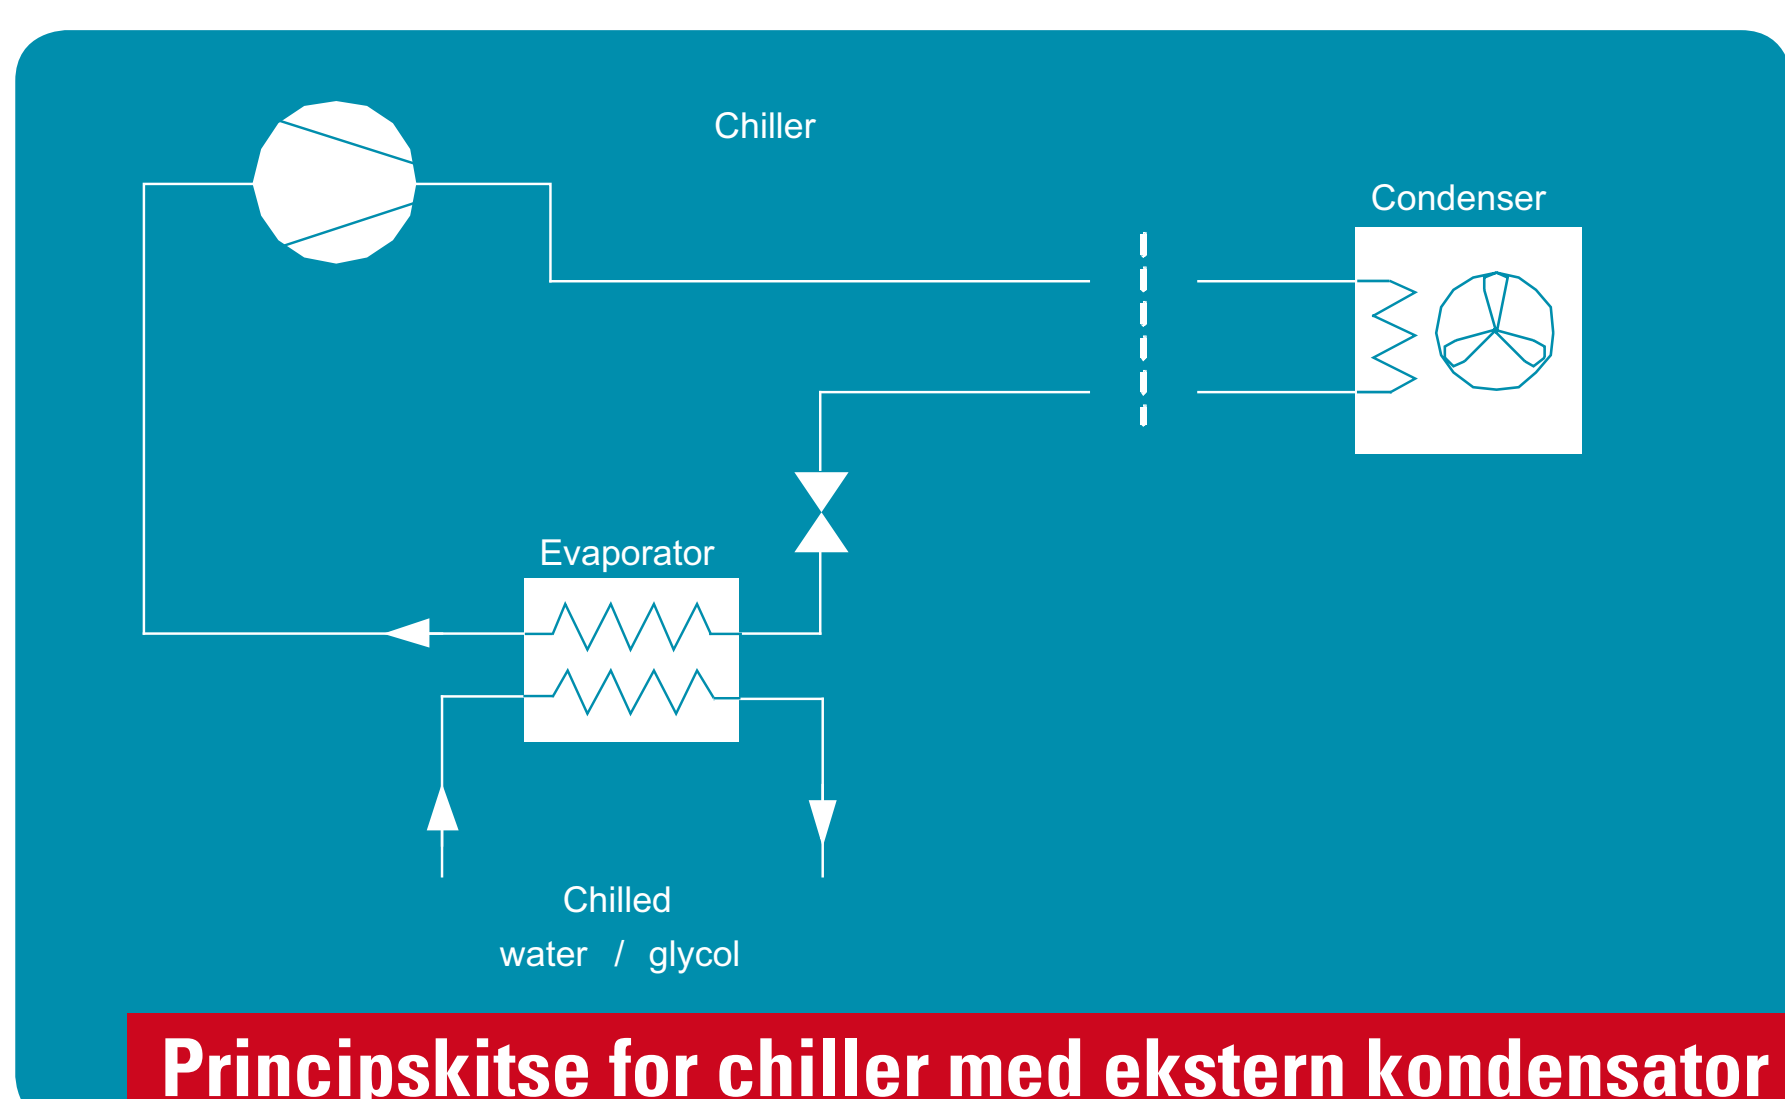 Chiller
Condenser
Evaporator
Chilled
water / glycol
Principskitse for chiller med ekstern kondensator